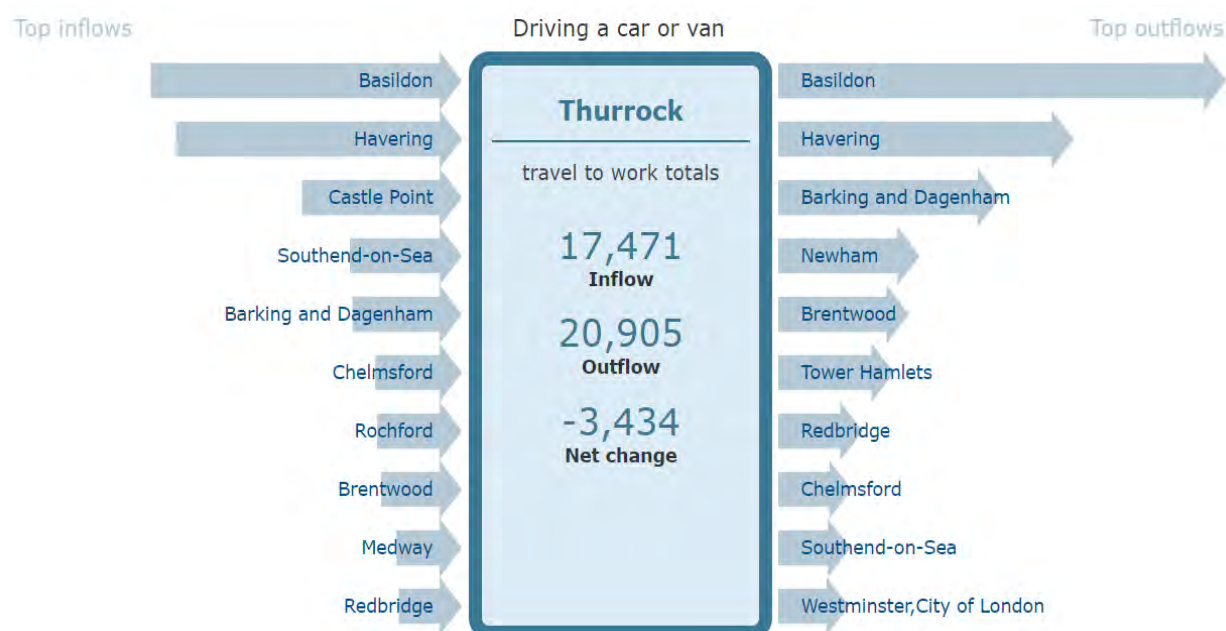 Top inflows
Driving a car or van
Top outflows
Basildon
Havering
Castle Point
Southend-on-Sea
Barking and Dagenham
Chelmsford
Rochford
Brentwood
Medway
Redbridge
Thurrock
travel to work totals
17,471
Inflow
20,905
Outflow
-3,434
Net change
Basildon
Havering
Barking and Dagenham
Newham
Brentwood
Tower Hamlets
Redbridge
Chelmsford
Southend-on-Sea
Westminster,City of London